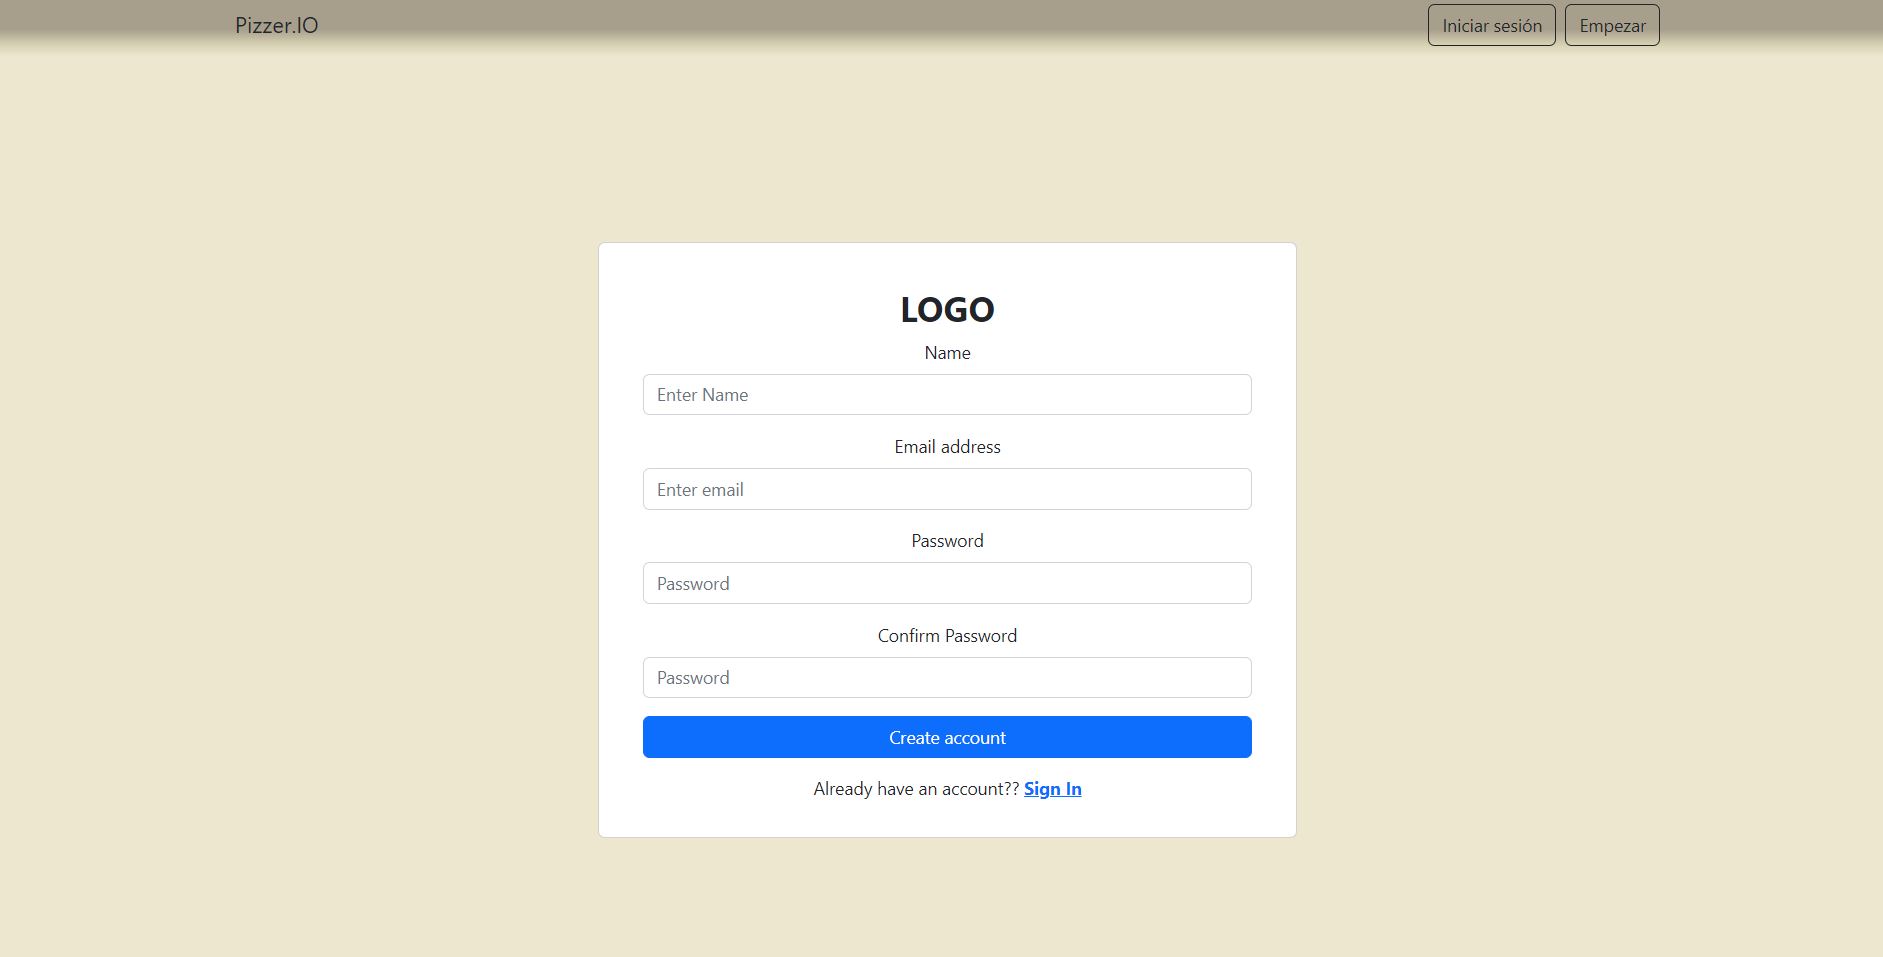 Pizzer.IO
Iniciar sesión
Empezar
LOGO
Name
Enter Name
Email address
Enter email
Password
Password
Confirm Password
Password
Create account
Already have an account?? Sign In